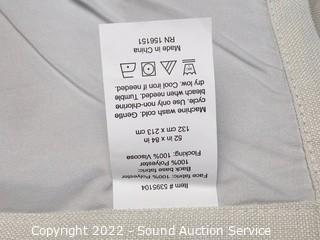 Item # 5395104
Face fabric: 100% Polyester
Back base fabric:
100% Polyester
Flocking: 100% Viscose
52 in x 84 in
132 cm x 213 cm
Machine wash cold. Gentle
cycle. Use only non-chlorine
bleach when needed. Tumble
dry low. Cool iron if needed.
Made in China
RN 156151
Copyright 2022 - Sound Auction Service